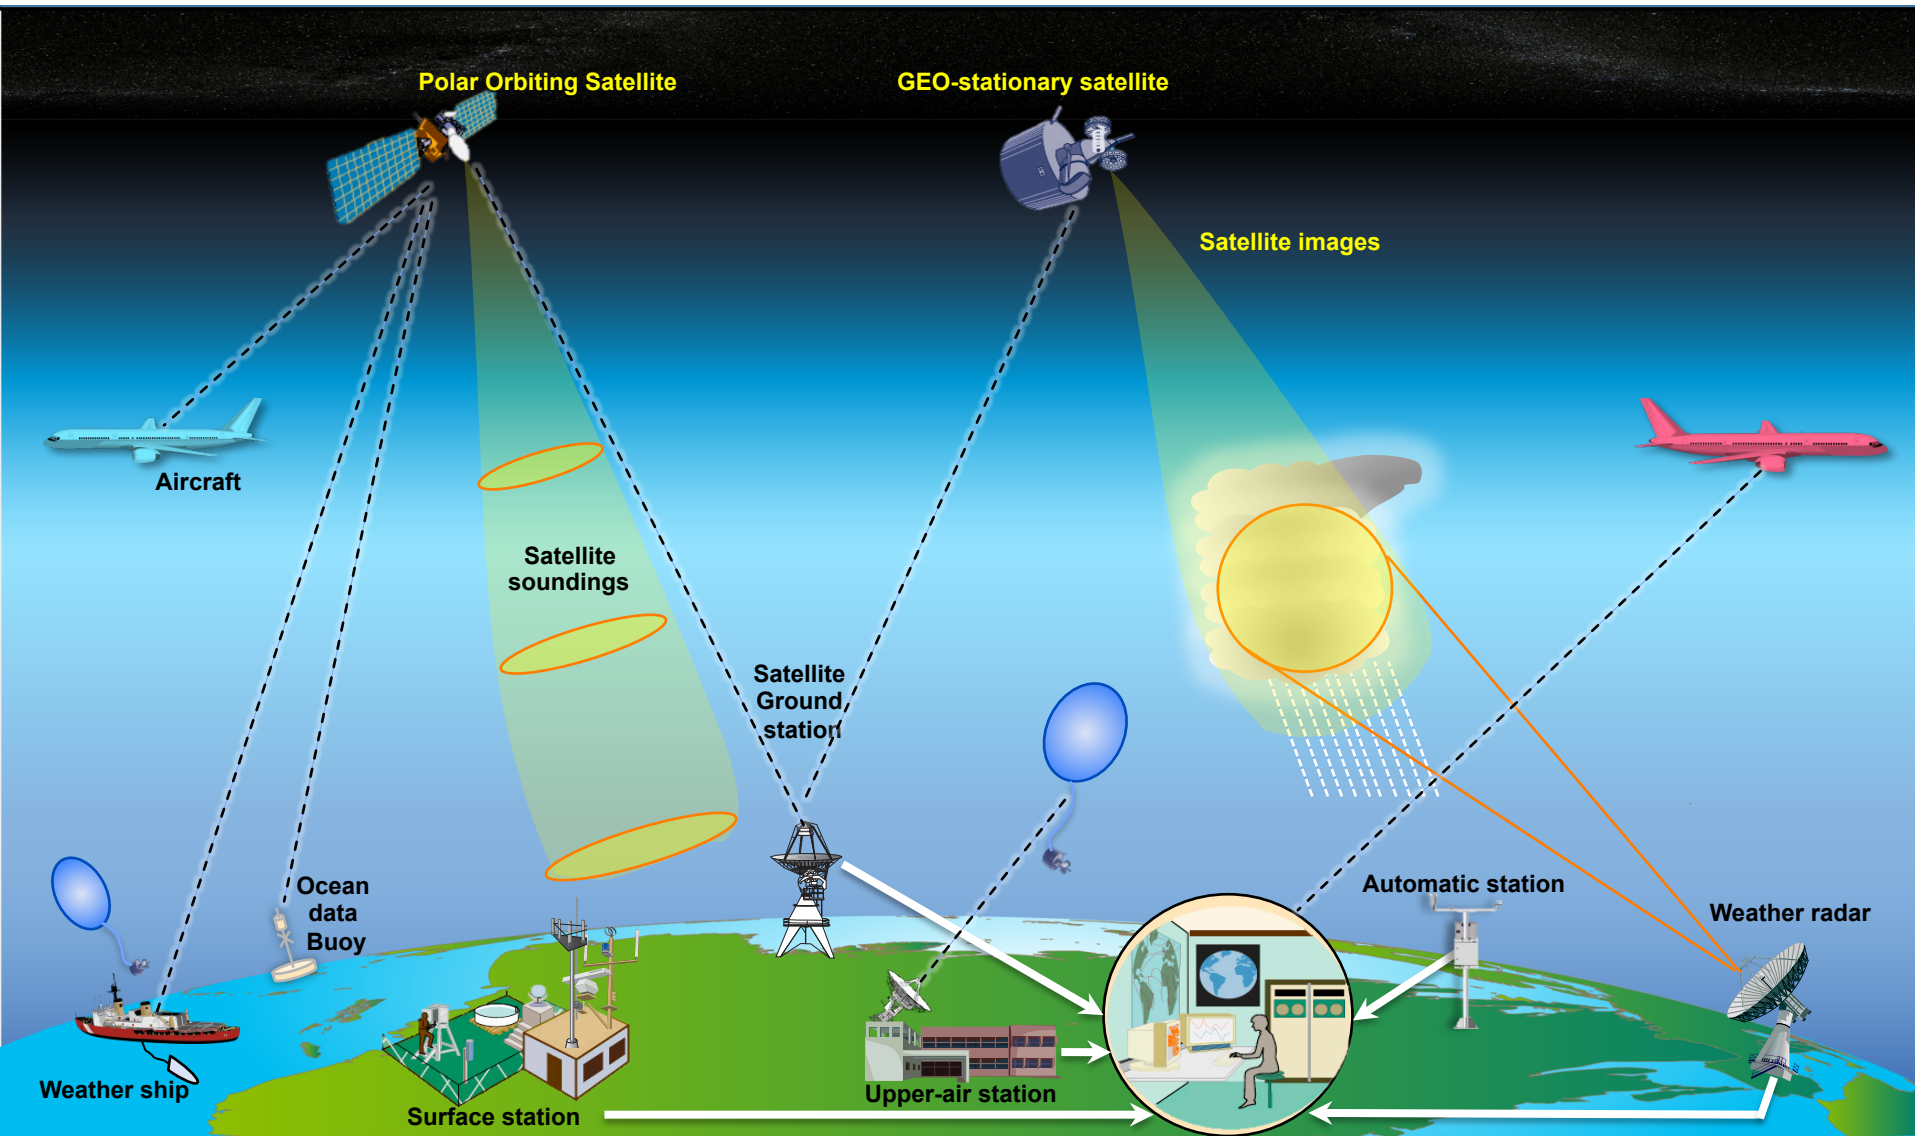 Polar Orbiting Satellite
GEO-stationary satellite
Satellite images
Aircraft
Satellite
soundings
Satellite
Ground
station
Ocean
data
Buoy
Automatic station
Weather radar
Weather ship
Surface station
Upper-air station